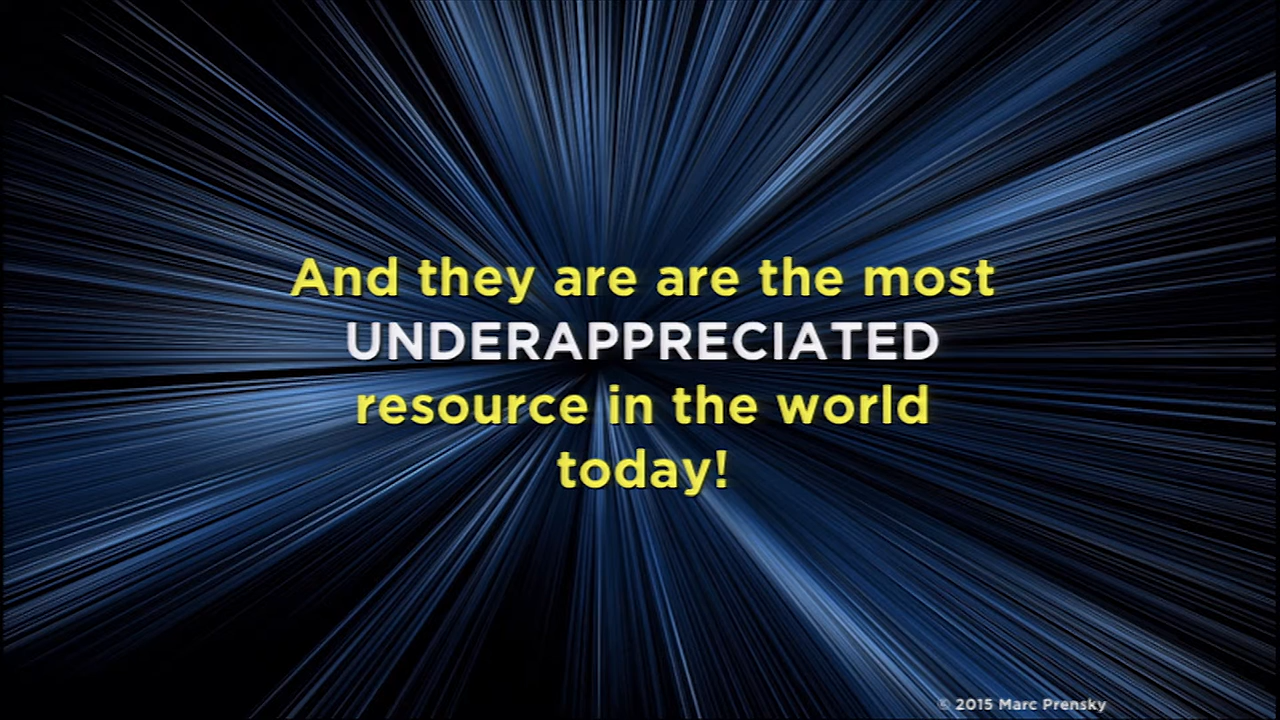 And they are are the most
UNDERAPPRECIATED
resource in the world
today!
© 2015 Marc Prensky